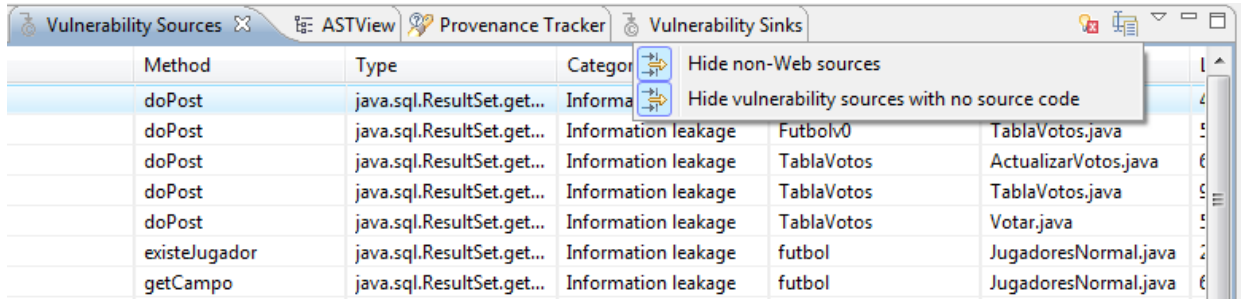 Vulnerability Sources ASTView Provenance Tracker Vulnerability Sinks
Hide non-Web sources
Hide vulnerability sources with no source code
Method Type Categor
doPost java.sql.ResultSet.get... Informa
doPost java.sql.ResultSet.get... Information leakage Futbolv0 TablaVotos.java
doPost java.sql.ResultSet.get... Information leakage TablaVotos ActualizarVotos.java
doPost java.sql.ResultSet.get... Information leakage TablaVotos TablaVotos.java
doPost java.sql.ResultSet.get... Information leakage TablaVotos Votar.java
existeJugador java.sql.ResultSet.get... Information leakage futbol JugadoresNormal.java
getCampo java.sql.ResultSet.get... Information leakage futbol JugadoresNormal.java